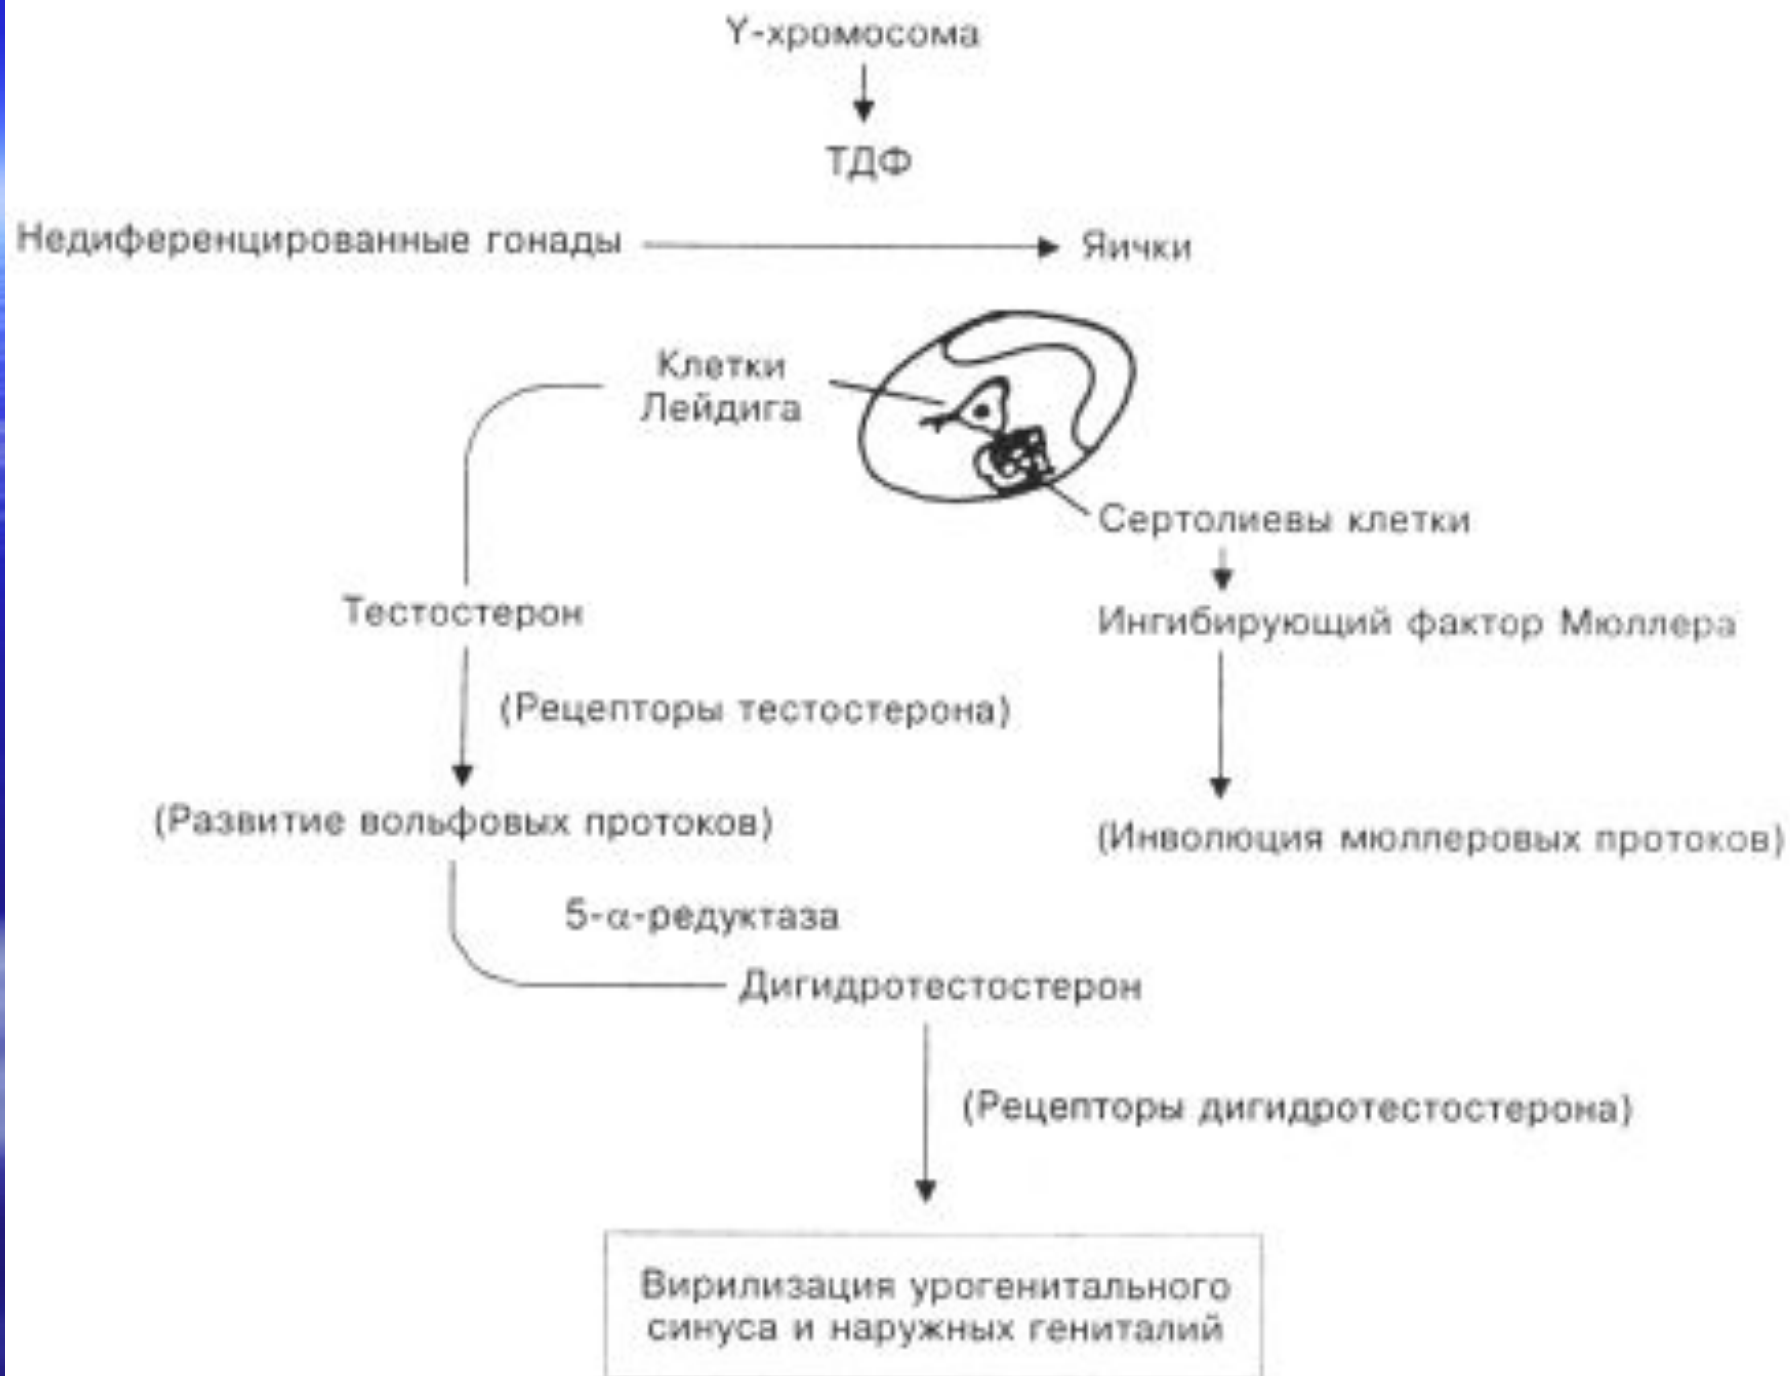 Y-хромосома
ТДФ
Недиференцированные гонады
Яички
Клетки
Лейдига
Сертолиевы клетки
Тестостерон
Ингибирующий фактор Мюллера
(Рецепторы тестостерона)
(Развитие вольфовых протоков)
(Инволюция мюллеровых протоков)
5-α-редуктаза
Дигидротестостерон
(Рецепторы дигидротестостерона)
Вирилизация урогенитального
синуса и наружных гениталий